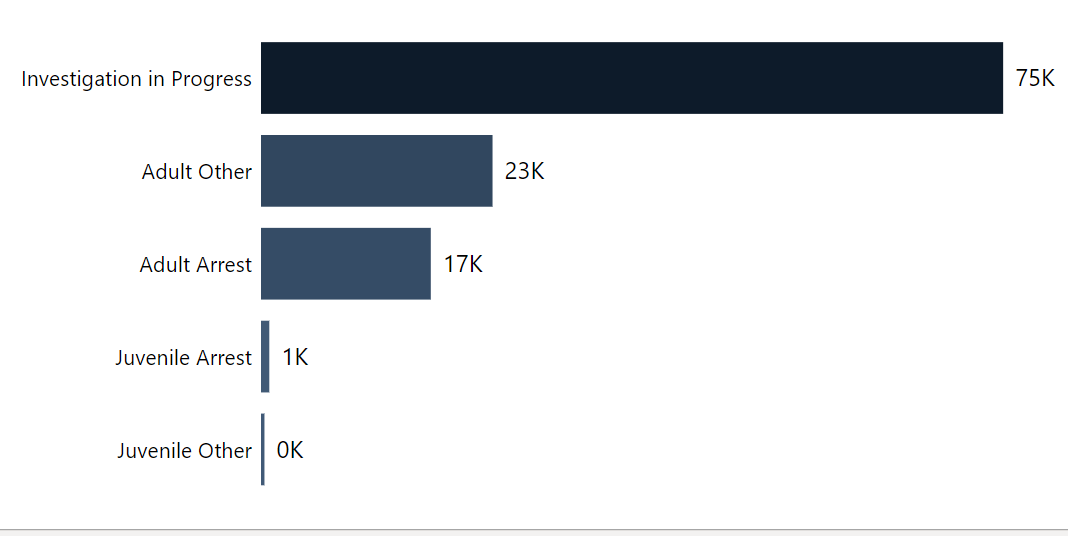 Investigation in Progress 75K
Adult Other 23K
Adult Arrest 17K
Juvenile Arrest 1K
Juvenile Other 0K